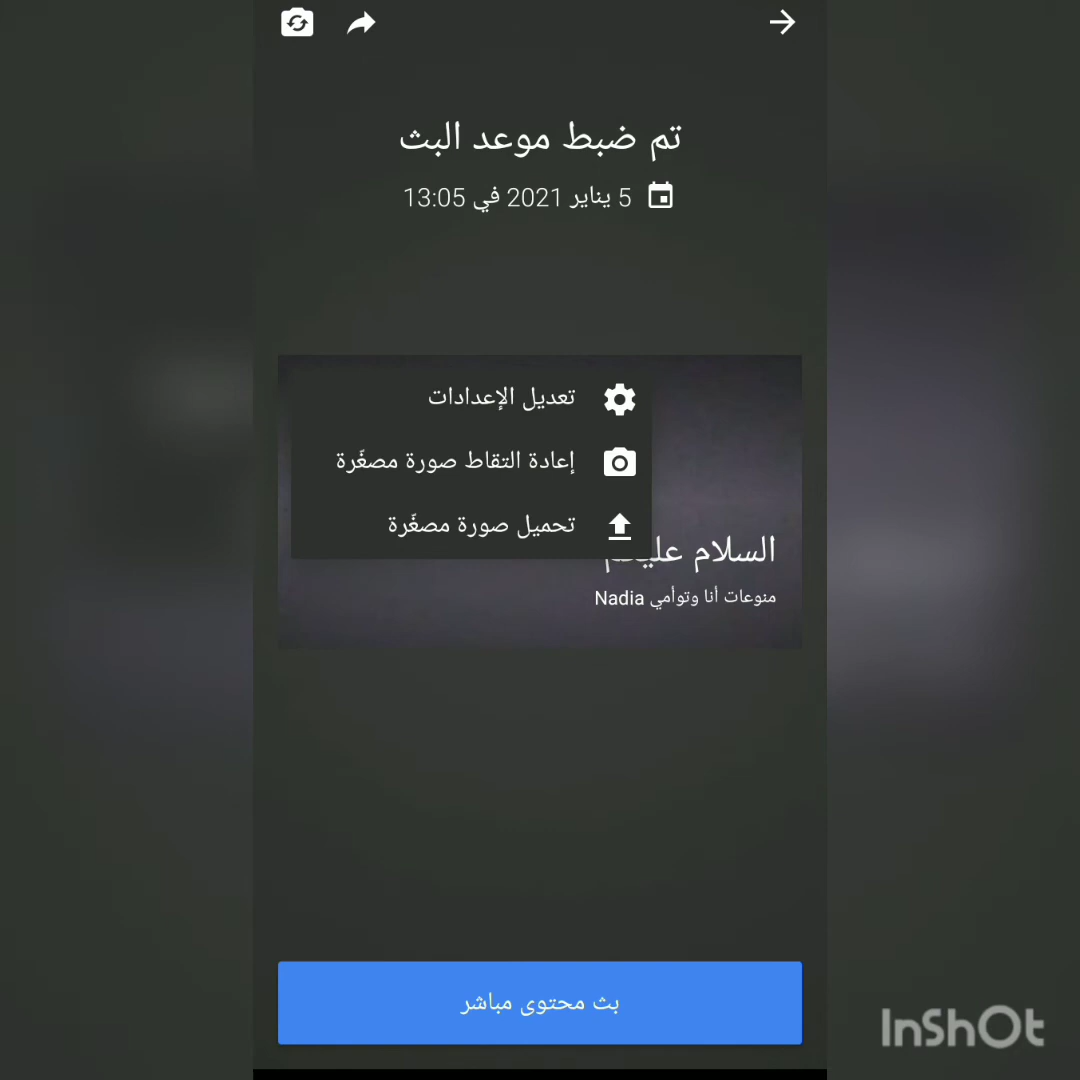 تم ضبط موعد البث
5 يناير 2021 في 13:05
تعديل الإعدادات
إعادة التقاط صورة مصغّرة
تحميل صورة مصغّرة
السلام
منوعات أنا وتوأمي Nadia
بث محتوى مباشر
InShOt